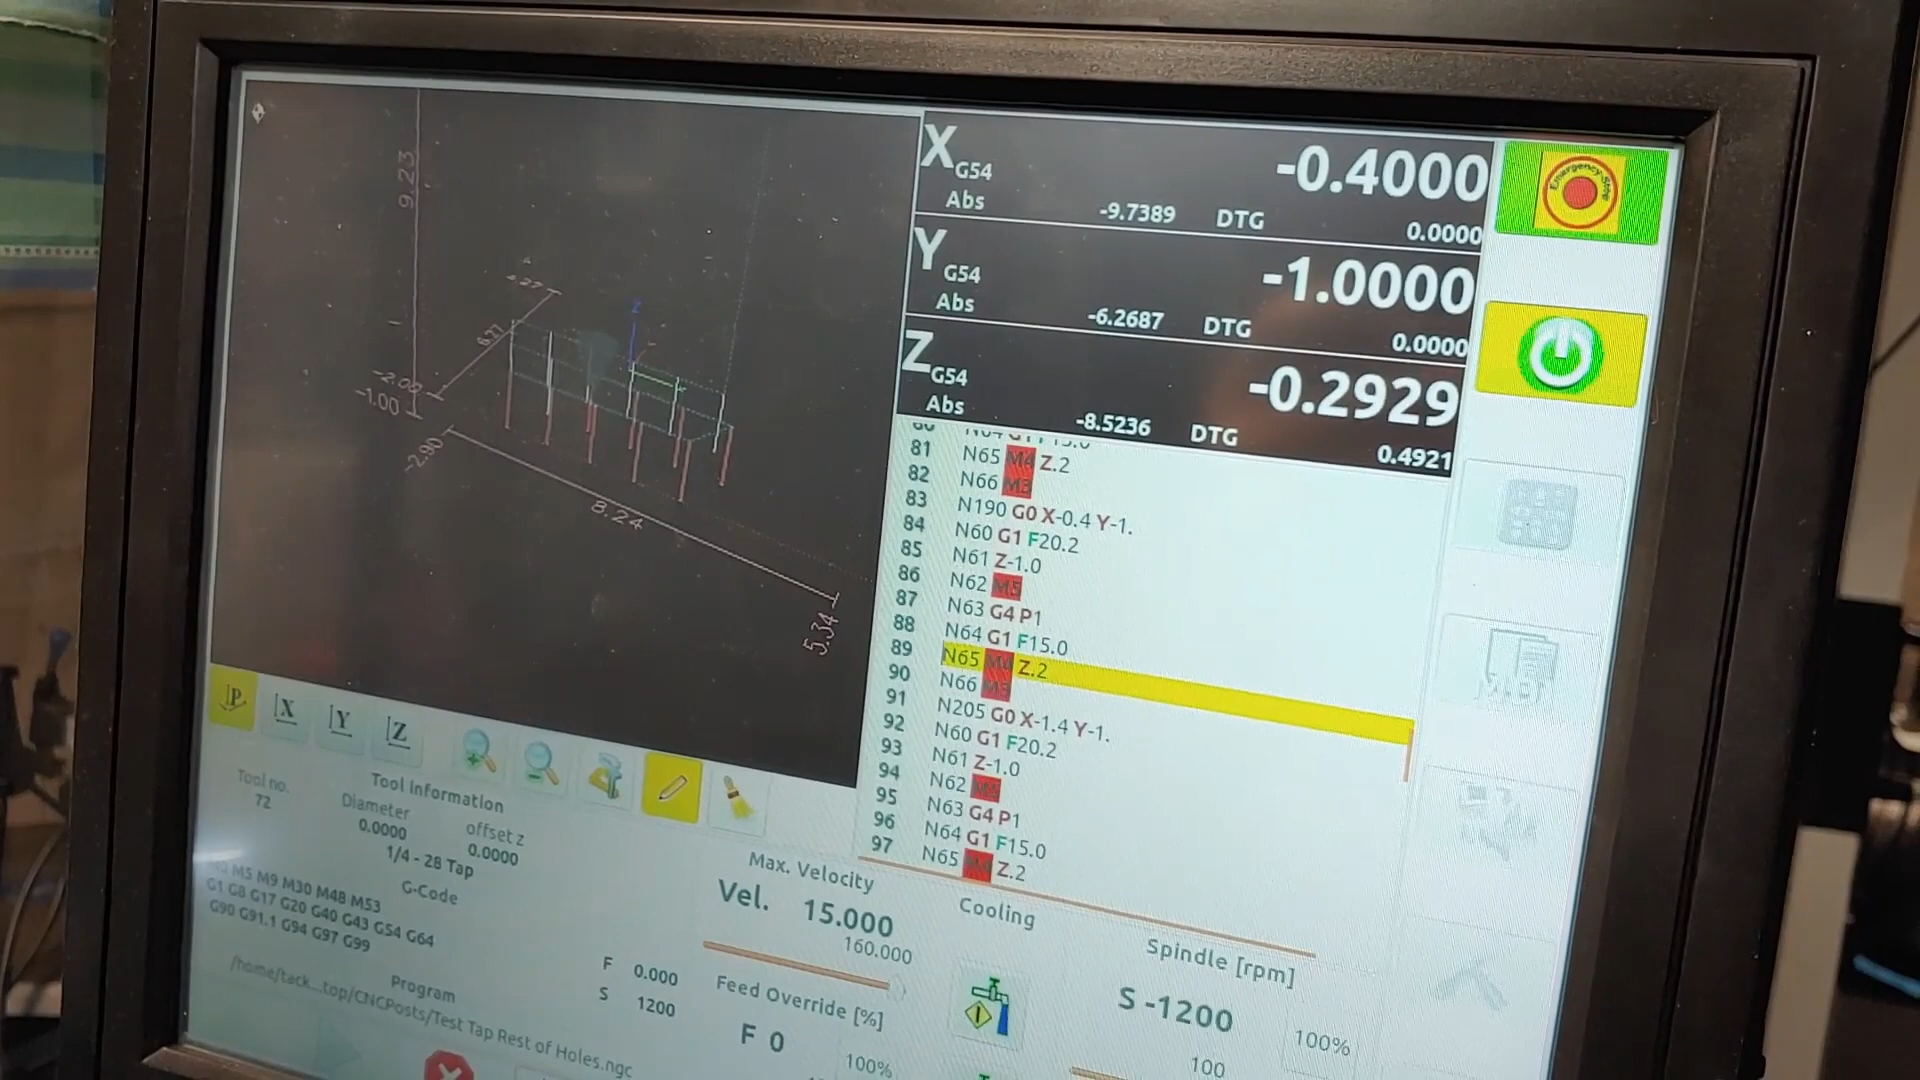 9.23
6.27
-2.00
-1.00
-2.90
8.24
5.34
Z
X G54 -0.4000
Abs -9.7389 DTG 0.0000
Y G54 -1.0000
Abs -6.2687 DTG 0.0000
Z G54 -0.2929
Abs -8.5236 DTG 0.4921
Emergency-Stop
81 N65 M4 Z.2
82 N66 M3
83 N190 G0 X-0.4 Y-1.
84 N60 G1 F20.2
85 N61 Z-1.0
86 N62 M5
87 N63 G4 P1
88 N64 G1 F15.0
89 N65 M4 Z.2
90 N66 M3
91 N205 G0 X-1.4 Y-1.
92 N60 G1 F20.2
93 N61 Z-1.0
94 N62 M5
95 N63 G4 P1
96 N64 G1 F15.0
97 N65 M4 Z.2
P X Y Z
Tool information
Tool no. Diameter offset z
72 0.0000 0.0000
1/4 - 28 Tap
G-Code
M5 M9 M30 M48 M53
G1 G8 G17 G20 G40 G43 G54 G64
G90 G91.1 G94 G97 G99
Program
/home/tack...top/CNCPosts/Test Tap Rest of Holes.ngc
F 0.000
S 1200
Max. Velocity
Vel. 15.000
160.000
Feed Override [%]
F 0
100%
Cooling
Spindle [rpm]
S -1200
100%
100